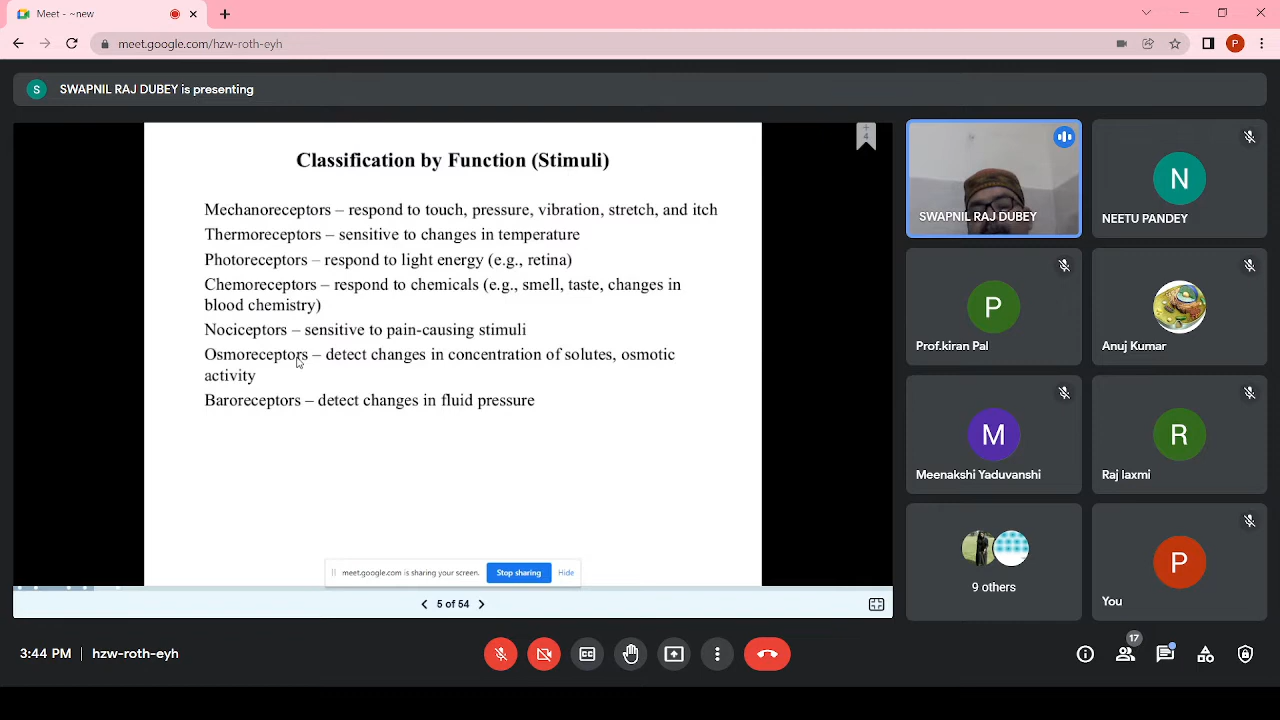 Meet - ~new
meet.google.com/hzw-roth-eyh
P
S SWAPNIL RAJ DUBEY is presenting
4
Classification by Function (Stimuli)
Mechanoreceptors – respond to touch, pressure, vibration, stretch, and itch
Thermoreceptors – sensitive to changes in temperature
Photoreceptors – respond to light energy (e.g., retina)
Chemoreceptors – respond to chemicals (e.g., smell, taste, changes in
blood chemistry)
Nociceptors – sensitive to pain-causing stimuli
Osmoreceptors – detect changes in concentration of solutes, osmotic
activity
Baroreceptors – detect changes in fluid pressure
meet.google.com is sharing your screen. Stop sharing Hide
5 of 54
SWAPNIL RAJ DUBEY
N
NEETU PANDEY
P
Prof.kiran Pal
Anuj Kumar
M
Meenakshi Yaduvanshi
R
Raj laxmi
9 others
P
You
3:44 PM | hzw-roth-eyh
17